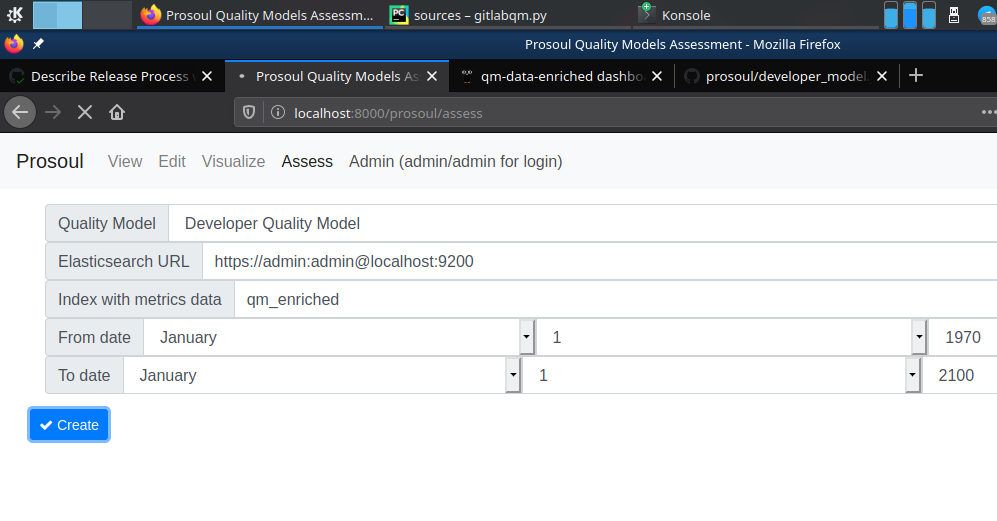 Prosoul Quality Models Assessm...
sources – gitlabqm.py
Konsole
858
Prosoul Quality Models Assessment - Mozilla Firefox
Describe Release Process
Prosoul Quality Models As
qm-data-enriched dashbo
prosoul/developer_model
localhost:8000/prosoul/assess
Prosoul View Edit Visualize Assess Admin (admin/admin for login)
Quality Model Developer Quality Model
Elasticsearch URL https://admin:admin@localhost:9200
Index with metrics data qm_enriched
From date January 1 1970
To date January 1 2100
Create